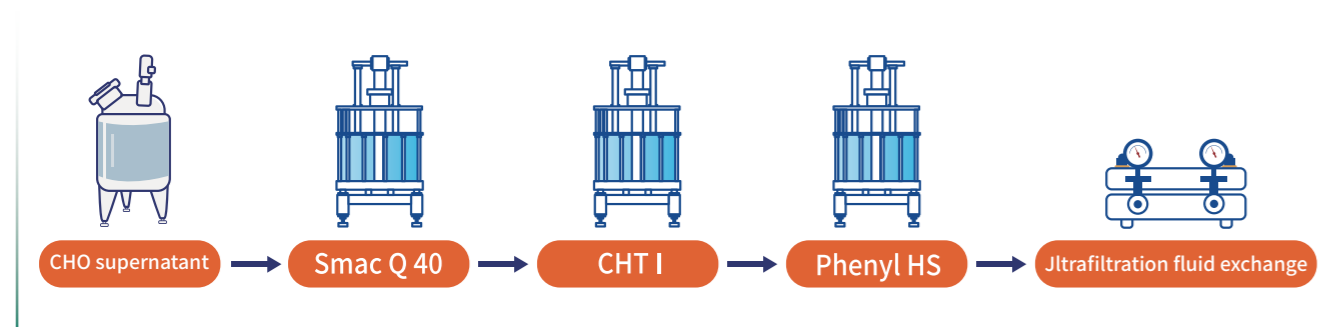 CHO supernatant
Smac Q 40
CHT I
Phenyl HS
Jltrafiltration fluid exchange